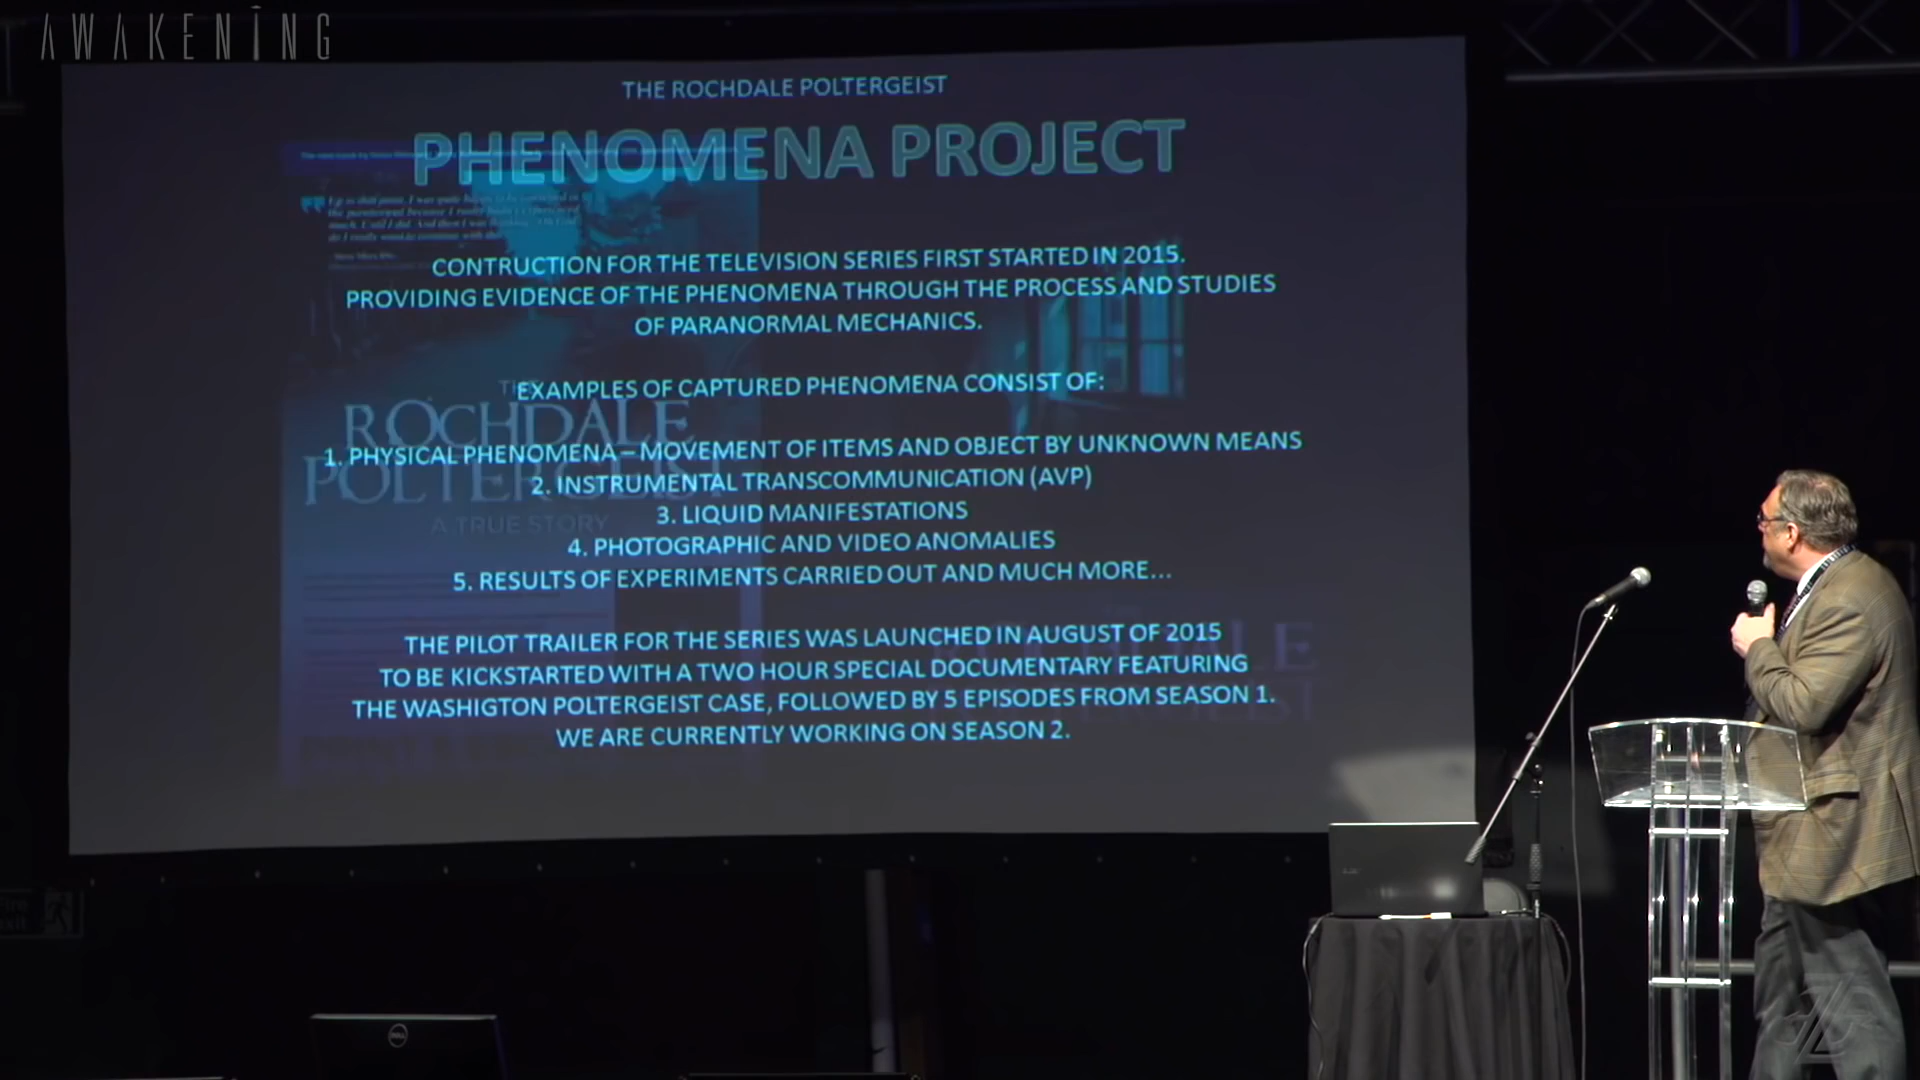 AWAKENING
THE ROCHDALE POLTERGEIST
PHENOMENA PROJECT
CONTRUCTION FOR THE TELEVISION SERIES FIRST STARTED IN 2015.
PROVIDING EVIDENCE OF THE PHENOMENA THROUGH THE PROCESS AND STUDIES
OF PARANORMAL MECHANICS.
EXAMPLES OF CAPTURED PHENOMENA CONSIST OF:
ROCHDALE
1. PHYSICAL PHENOMENA – MOVEMENT OF ITEMS AND OBJECT BY UNKNOWN MEANS
POLTERGEIST
2. INSTRUMENTAL TRANSCOMMUNICATION (AVP)
3. LIQUID MANIFESTATIONS
A TRUE STORY
4. PHOTOGRAPHIC AND VIDEO ANOMALIES
5. RESULTS OF EXPERIMENTS CARRIED OUT AND MUCH MORE...
THE PILOT TRAILER FOR THE SERIES WAS LAUNCHED IN AUGUST OF 2015
TO BE KICKSTARTED WITH A TWO HOUR SPECIAL DOCUMENTARY FEATURING
THE WASHIGTON POLTERGEIST CASE, FOLLOWED BY 5 EPISODES FROM SEASON 1.
WE ARE CURRENTLY WORKING ON SEASON 2.
Fire
exit
DELL